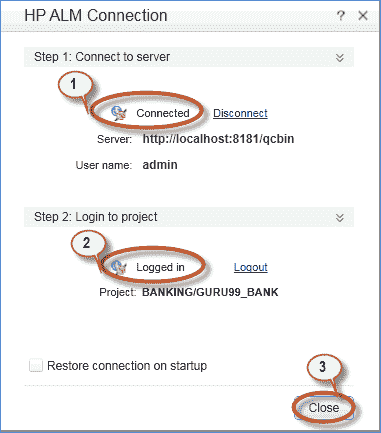 HP ALM Connection ? ×
Step 1: Connect to server
1
Connected Disconnect
Server: http://localhost:8181/qcbin
User name: admin
Step 2: Login to project
2
Logged in Logout
Project: BANKING/GURU99_BANK
Restore connection on startup
3
Close